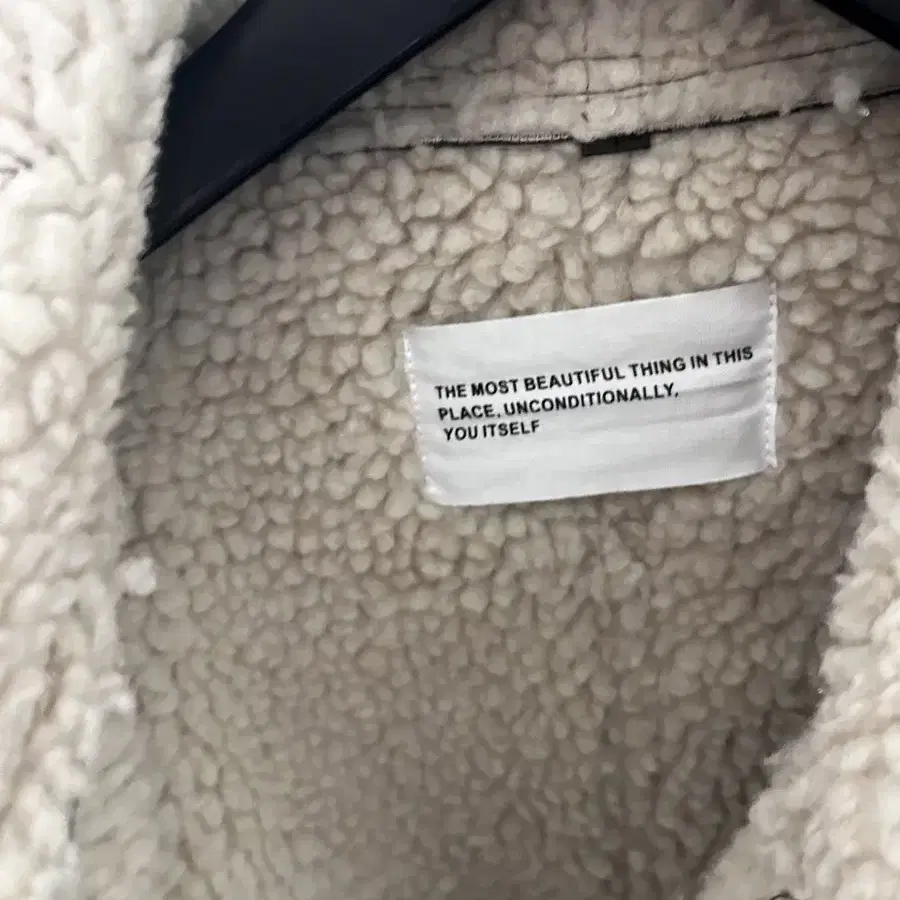 THE MOST BEAUTIFUL THING IN THIS
PLACE, UNCONDITIONALLY,
YOU ITSELF